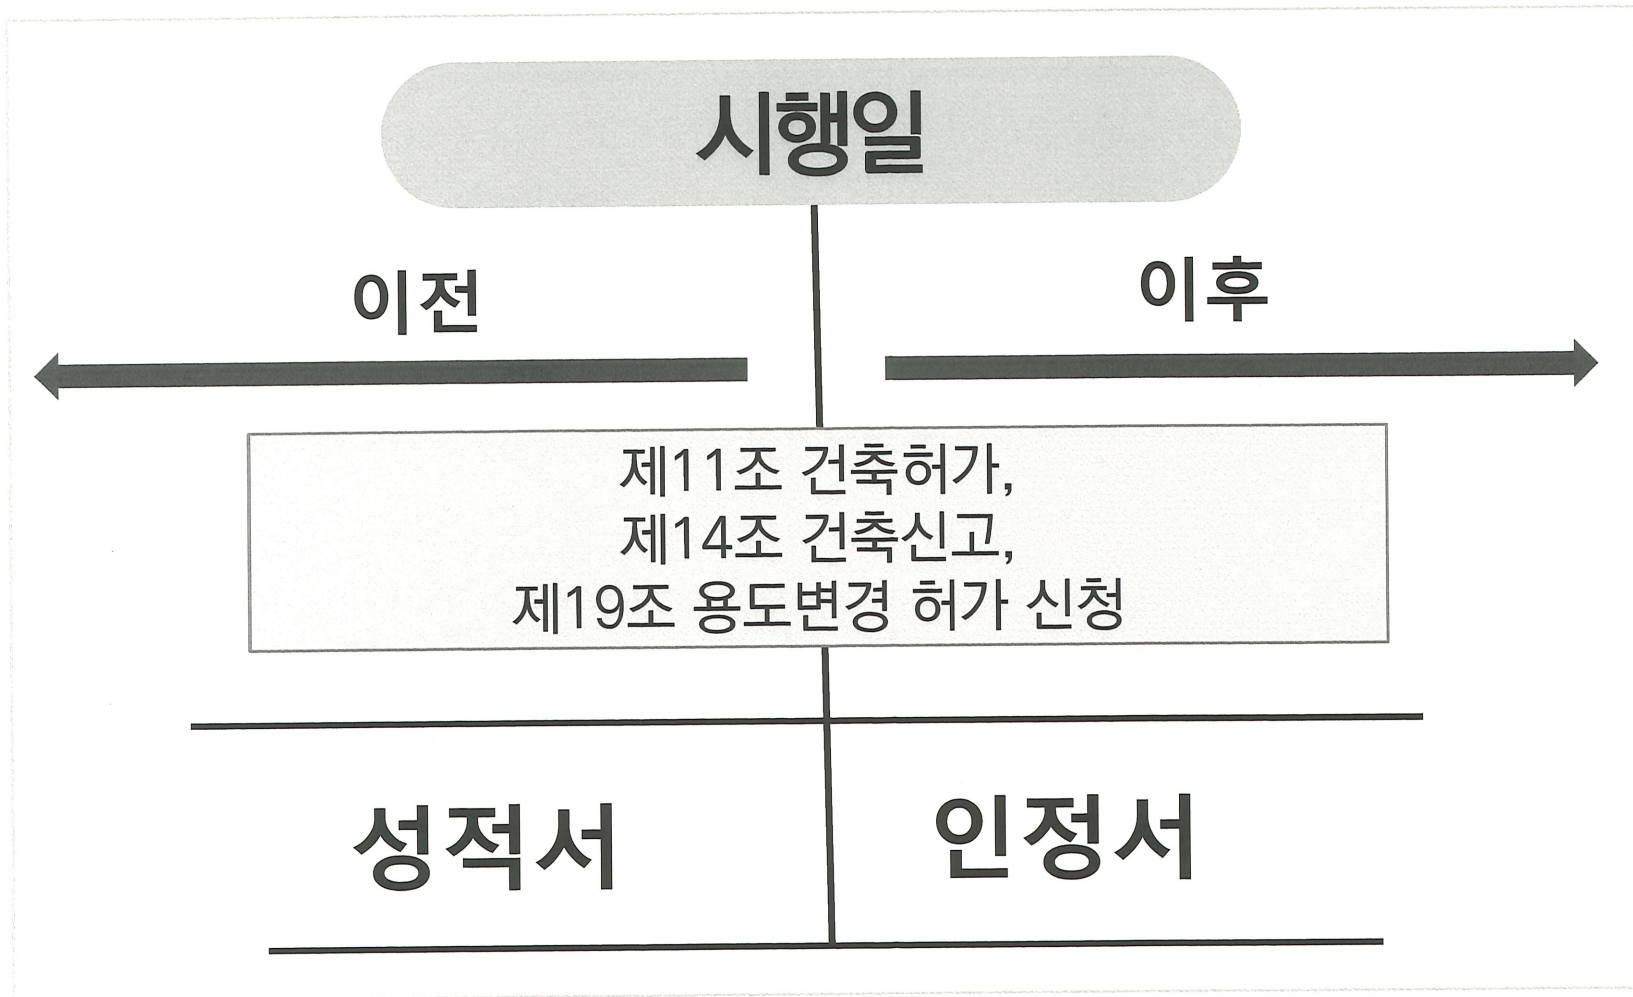 시행일
이전
이후
제11조 건축허가,
제14조 건축신고,
제19조 용도변경 허가 신청
성적서
인정서